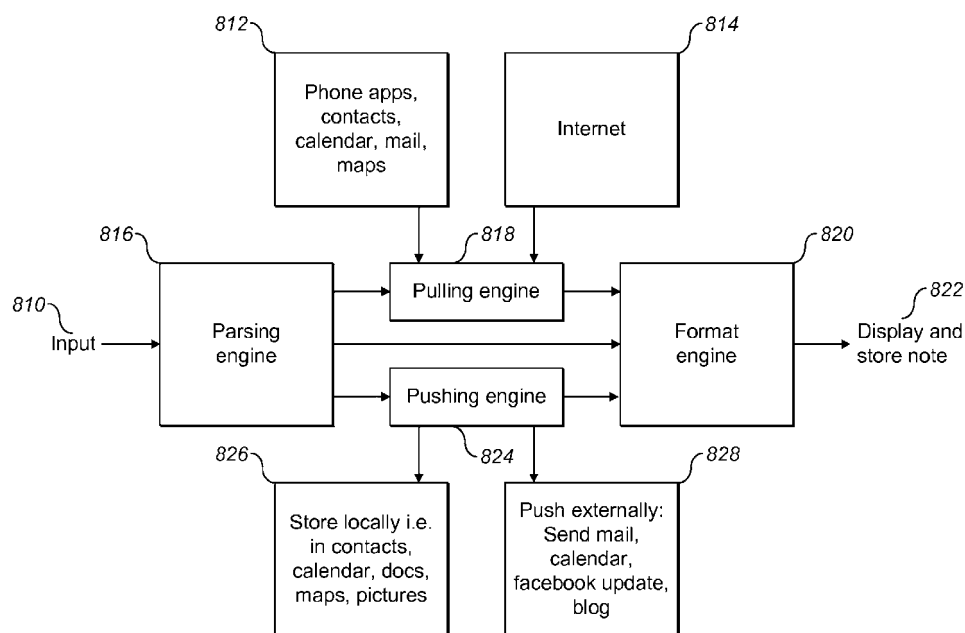 812
814
Phone apps,
contacts,
calendar, mail,
maps
Internet
816
818
820
810
822
Input
Parsing
engine
Pulling engine
Format
engine
Display and
store note
Pushing engine
826
824
828
Store locally i.e.
in contacts,
calendar, docs,
maps, pictures
Push externally:
Send mail,
calendar,
facebook update,
blog